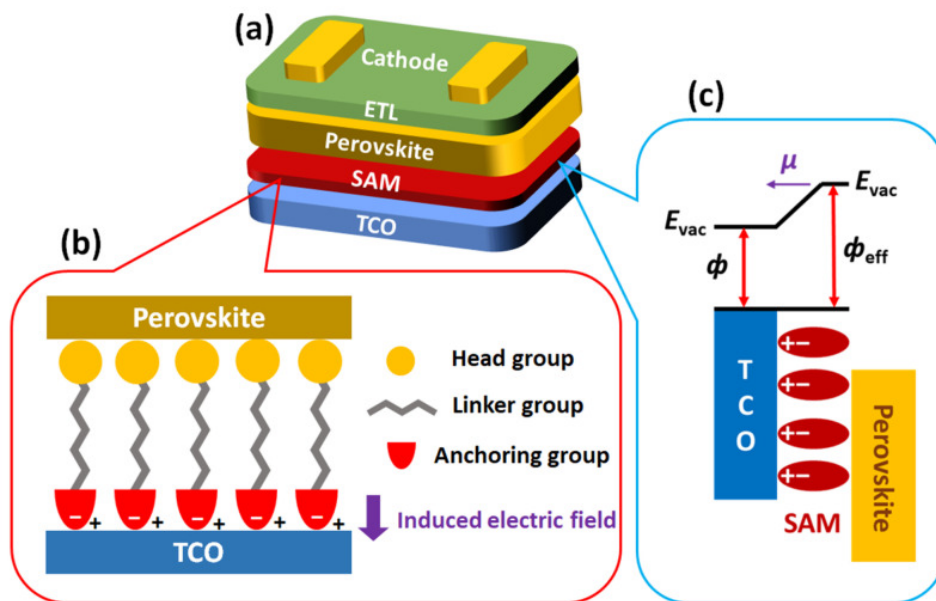 (a)
Cathode
ETL
Perovskite
SAM
TCO
(b)
Perovskite
Head group
Linker group
Anchoring group
− − − − −
+ + + + +
Induced electric field
TCO
(c)
μ
Evac
Evac
ϕ
ϕeff
+−
+−
+−
+−
TCO
SAM
Perovskite